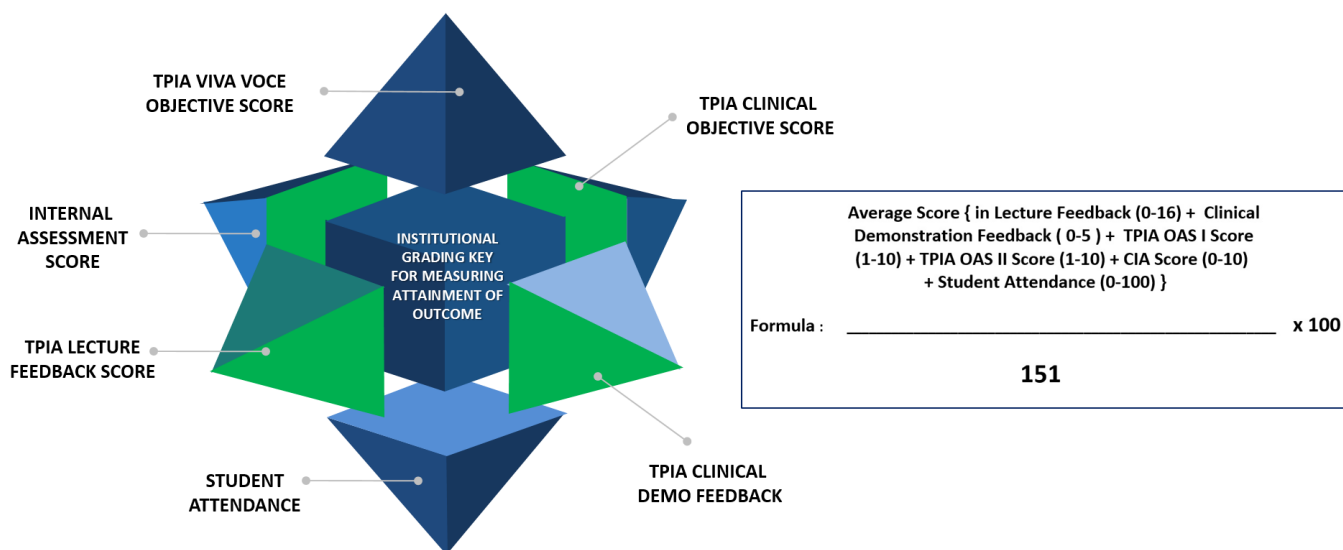 TPIA VIVA VOCE
OBJECTIVE SCORE
TPIA CLINICAL
OBJECTIVE SCORE
INTERNAL
ASSESSMENT
SCORE
INSTITUTIONAL
GRADING KEY
FOR MEASURING
ATTAINMENT OF
OUTCOME
TPIA LECTURE
FEEDBACK SCORE
STUDENT
ATTENDANCE
TPIA CLINICAL
DEMO FEEDBACK
Average Score { in Lecture Feedback (0-16) + Clinical
Demonstration Feedback ( 0-5 ) + TPIA OAS I Score
(1-10) + TPIA OAS II Score (1-10) + CIA Score (0-10)
+ Student Attendance (0-100) }
Formula : ______________________________________ x 100
151